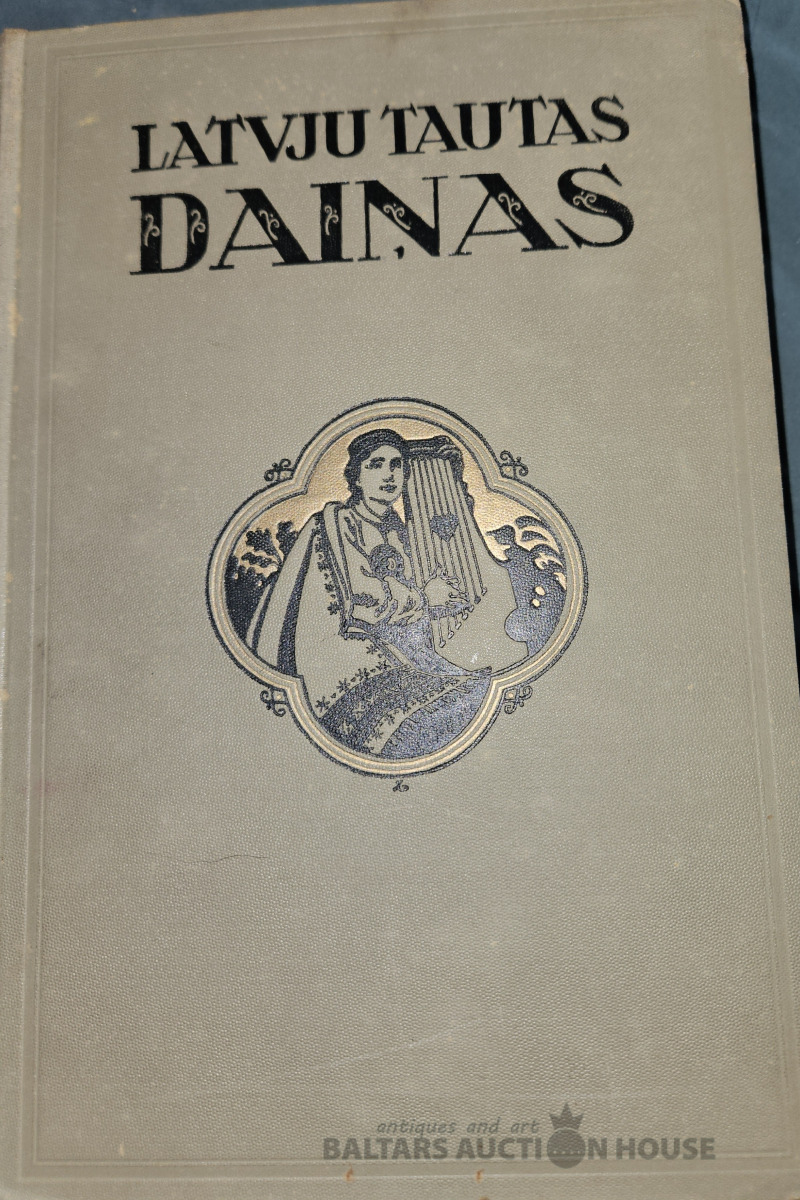 LATVJU TAUTAS
DAIŅAS
antiques and art
BALTARS AUCTION HOUSE